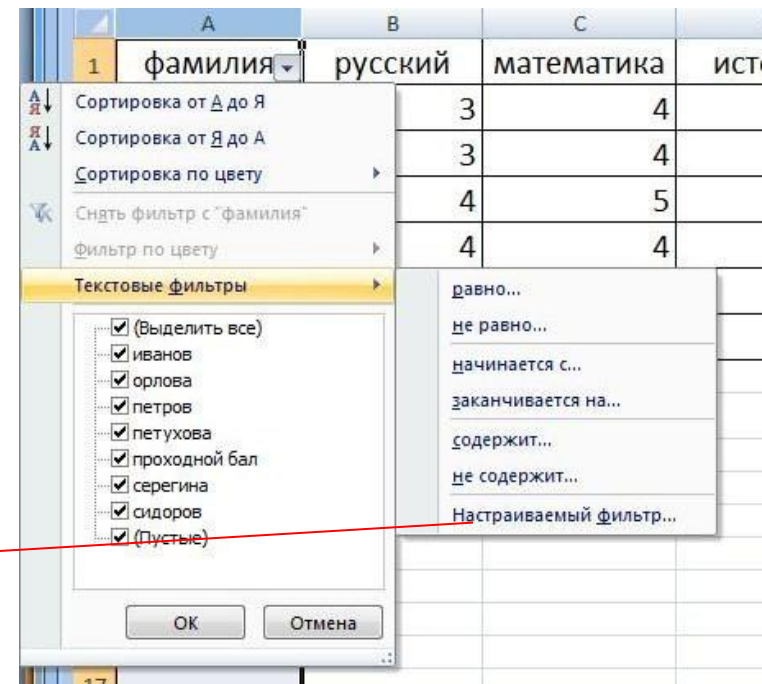 A B C
1 фамилия русский математика ист
Сортировка от А до Я 3 4
Сортировка от Я до А 3 4
Сортировка по цвету
Снять фильтр с "фамилия" 4 5
Фильтр по цвету 4 4
Текстовые фильтры
(Выделить все)
иванов
орлова
петров
петухова
проходной бал
серегина
сидоров
(Пустые)
ОК Отмена
равно...
не равно...
начинается с...
заканчивается на...
содержит...
не содержит...
Настраиваемый фильтр...
17